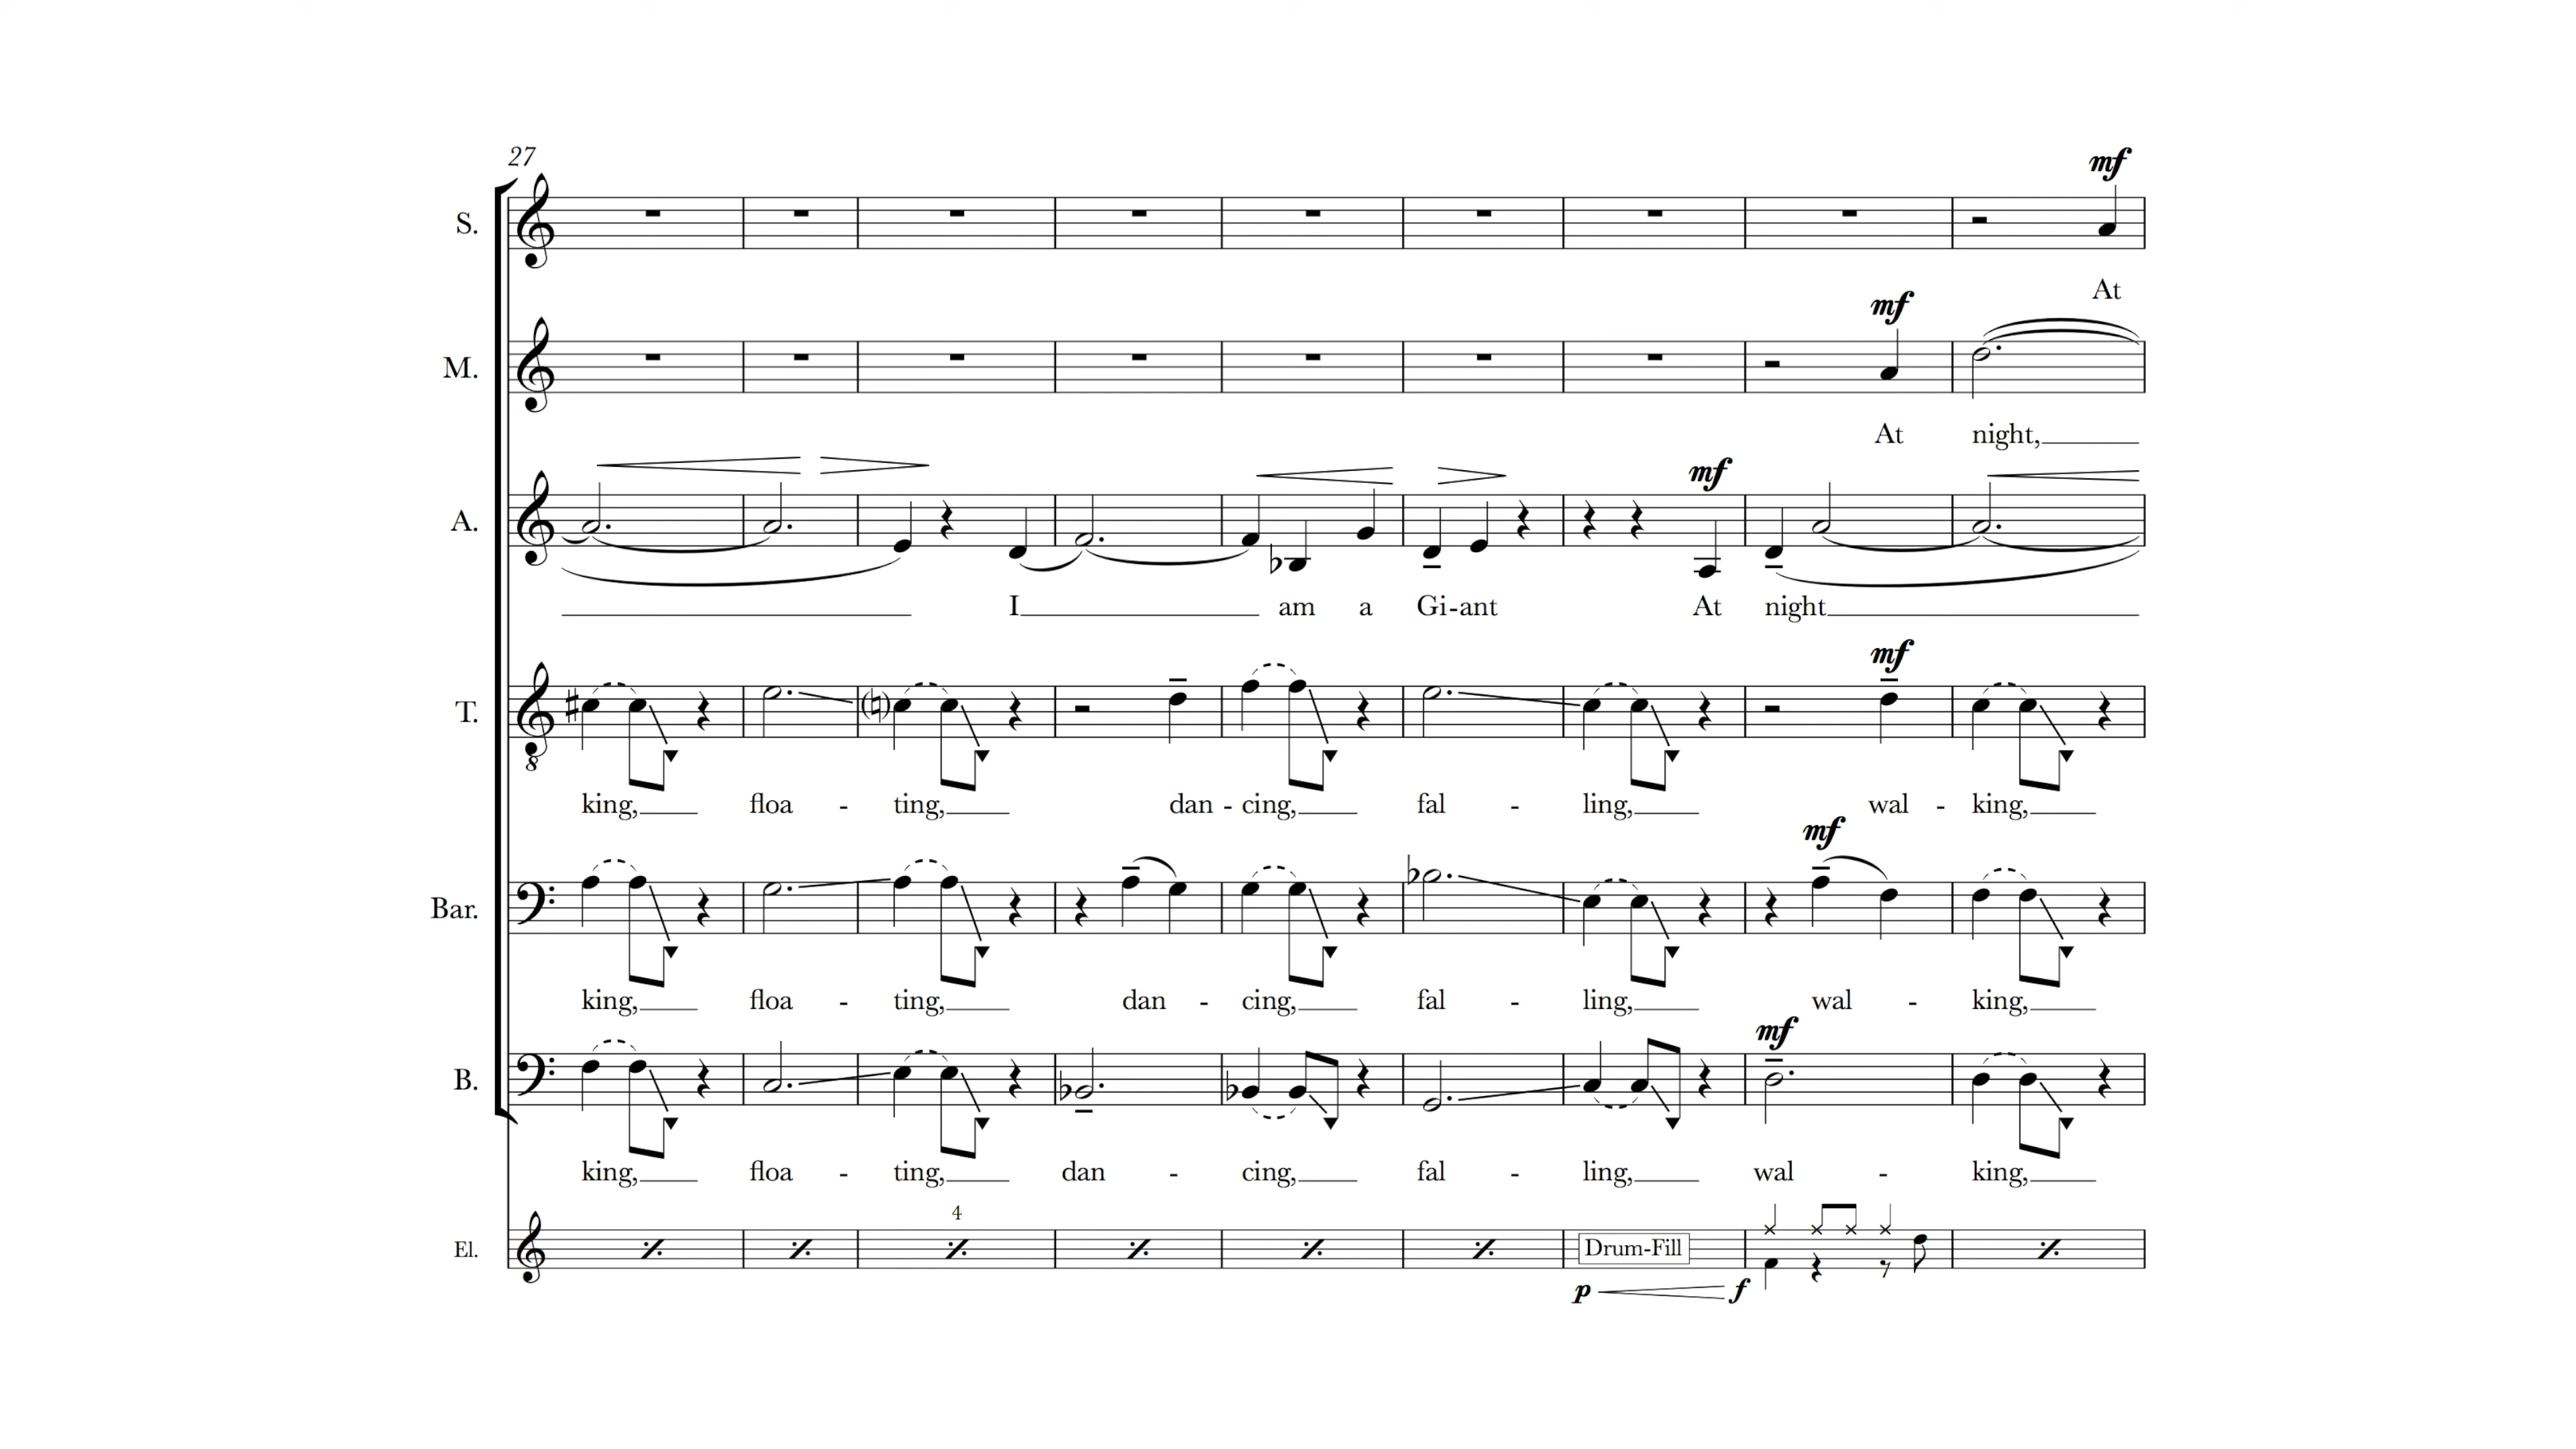 27
mf
S.
At
mf
M.
At night,
mf
A.
I am a Gi-ant At night
mf
T.
8
king, floa - ting, dan - cing, fal - ling, wal - king,
mf
Bar.
king, floa - ting, dan - cing, fal - ling, wal - king,
mf
B.
king, floa - ting, dan - cing, fal - ling, wal - king,
4
El.
Drum-Fill
p f